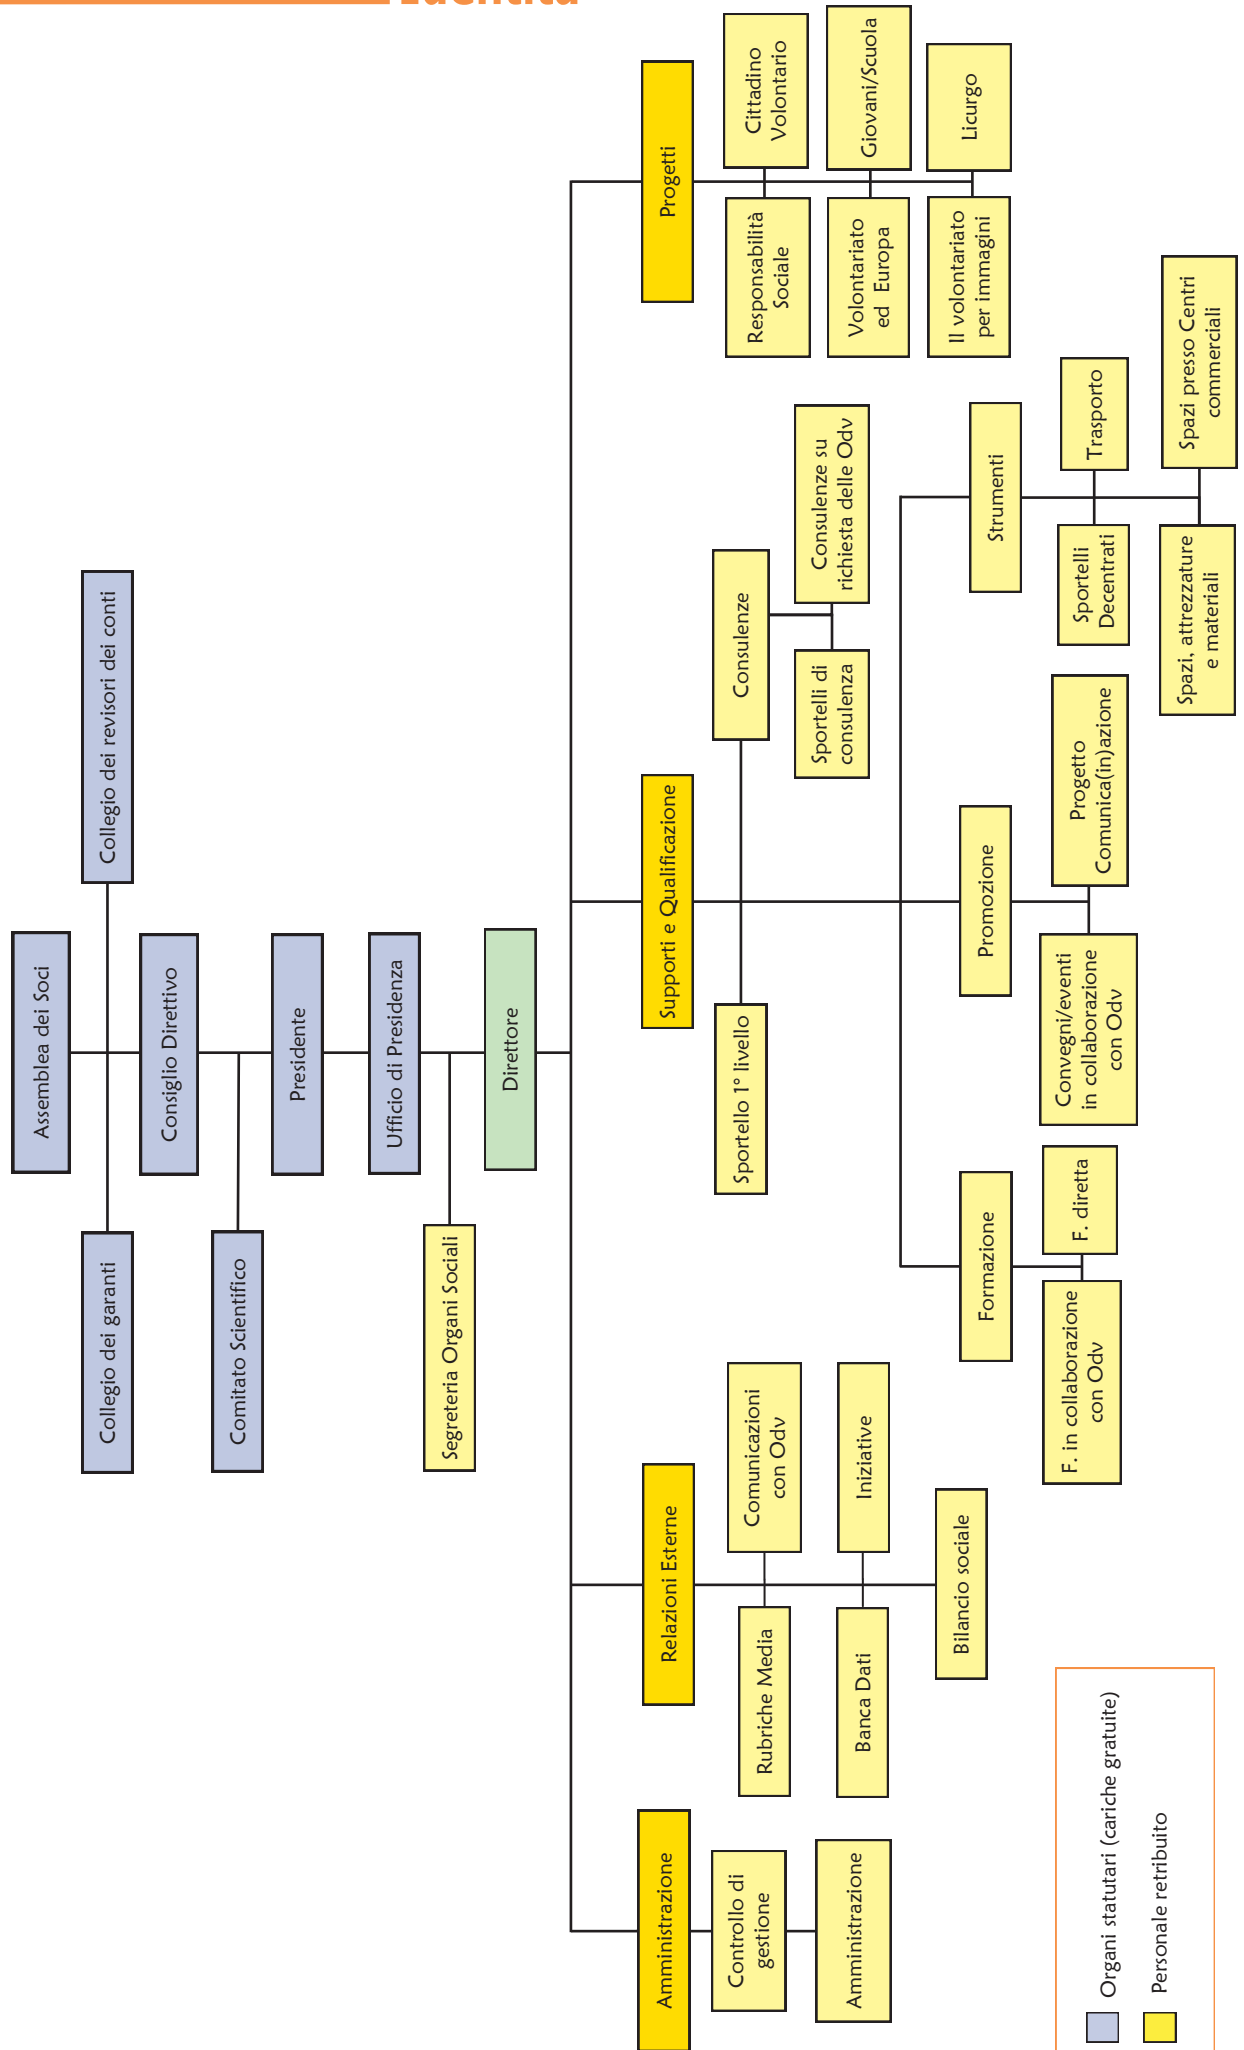 Identità
Assemblea dei Soci
Collegio dei garanti
Collegio dei revisori dei conti
Consiglio Direttivo
Comitato Scientifico
Presidente
Ufficio di Presidenza
Segreteria Organi Sociali
Direttore
Amministrazione
Controllo di
gestione
Amministrazione
Relazioni Esterne
Rubriche Media
Comunicazioni
con Odv
Banca Dati
Iniziative
Bilancio sociale
Supporti e Qualificazione
Sportello 1° livello
Consulenze
Sportelli di
consulenza
Consulenze su
richiesta delle Odv
Formazione
F. in collaborazione
con Odv
F. diretta
Promozione
Convegni/eventi
in collaborazione
con Odv
Progetto
Comunica(in)azione
Strumenti
Sportelli
Decentrati
Trasporto
Spazi, attrezzature
e materiali
Spazi presso Centri
commerciali
Progetti
Responsabilità
Sociale
Cittadino
Volontario
Volontariato
ed Europa
Giovani/Scuola
Il volontariato
per immagini
Licurgo
Organi statutari (cariche gratuite)
Personale retribuito